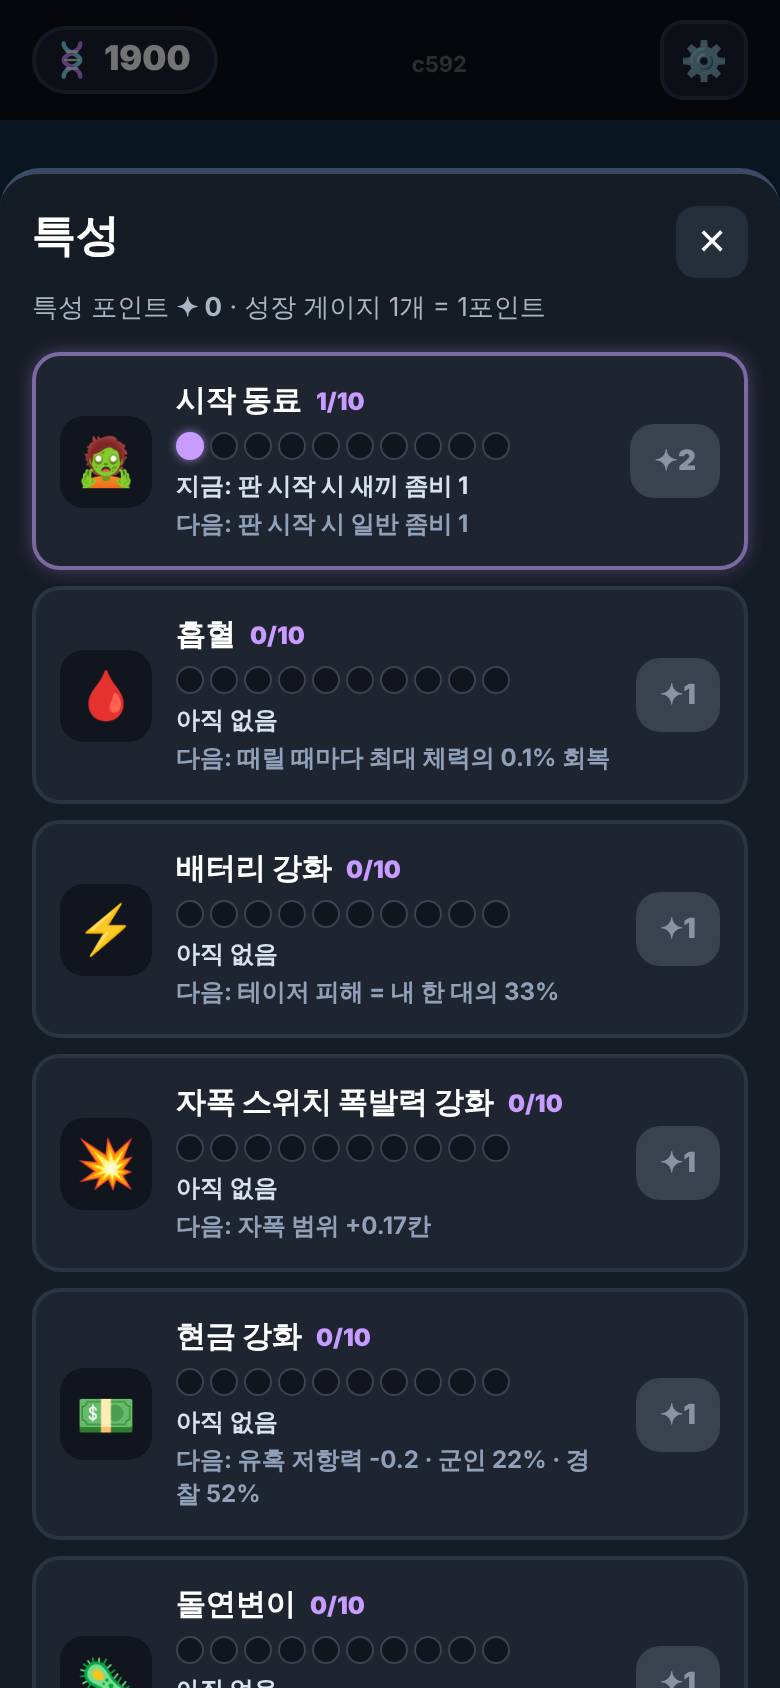 1900
c592
특성
특성 포인트 ✦ 0 · 성장 게이지 1개 = 1포인트
시작 동료 1/10
✦2
지금: 판 시작 시 새끼 좀비 1
다음: 판 시작 시 일반 좀비 1
흡혈 0/10
✦1
아직 없음
다음: 때릴 때마다 최대 체력의 0.1% 회복
배터리 강화 0/10
✦1
아직 없음
다음: 테이저 피해 = 내 한 대의 33%
자폭 스위치 폭발력 강화 0/10
✦1
아직 없음
다음: 자폭 범위 +0.17칸
현금 강화 0/10
✦1
아직 없음
다음: 유혹 저항력 -0.2 · 군인 22% · 경
찰 52%
돌연변이 0/10
✦1
아직 없음